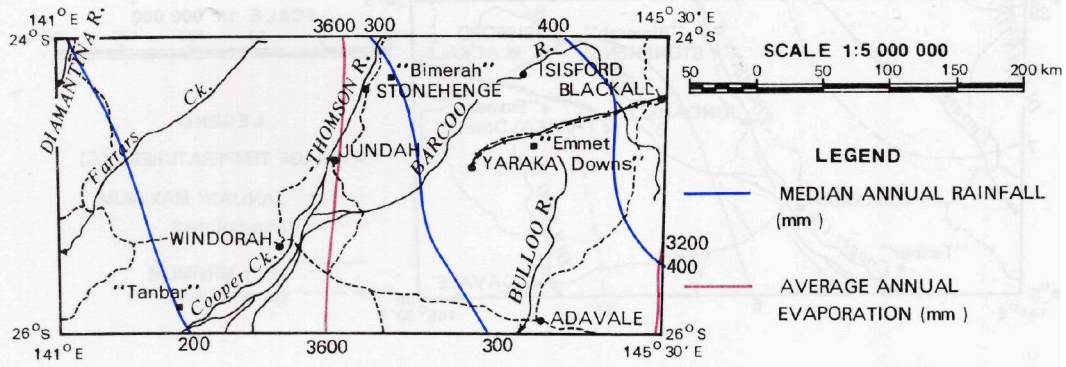 141°E
3600 300
400
145°30'E
24°S
24°S
DIAMANTINA R.
Farrars Ck.
THOMSON R.
"Bimerah"
STONEHENGE
BARCOO R.
ISISFORD
BLACKALL
JUNDAH
"Emmet Downs"
YARAKA
WINDORAH
Cooper Ck.
"Tanbar"
BULLOO R.
ADAVALE
3200
400
26°S
26°S
141°E
200
3600
300
145°30'E
SCALE 1:5 000 000
50 0 50 100 150 200 km
LEGEND
MEDIAN ANNUAL RAINFALL
(mm)
AVERAGE ANNUAL
EVAPORATION (mm)